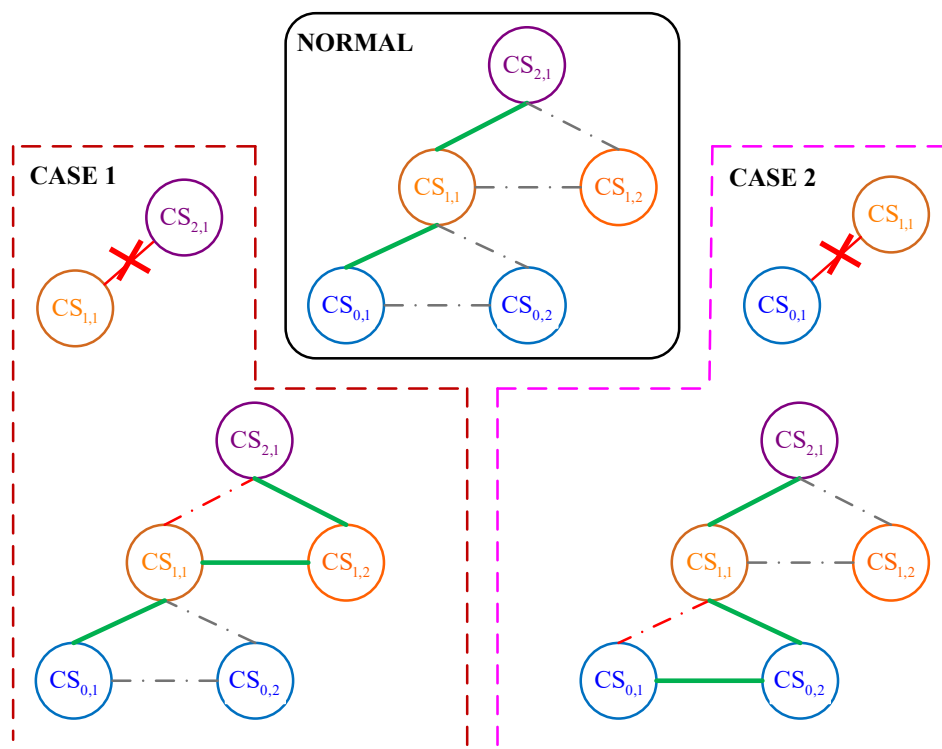 NORMAL
CS2,1
CS1,1
CS1,2
CS0,1
CS0,2
CASE 1
CS2,1
CS1,1
CS2,1
CS1,1
CS1,2
CS0,1
CS0,2
CASE 2
CS1,1
CS0,1
CS2,1
CS1,1
CS1,2
CS0,1
CS0,2